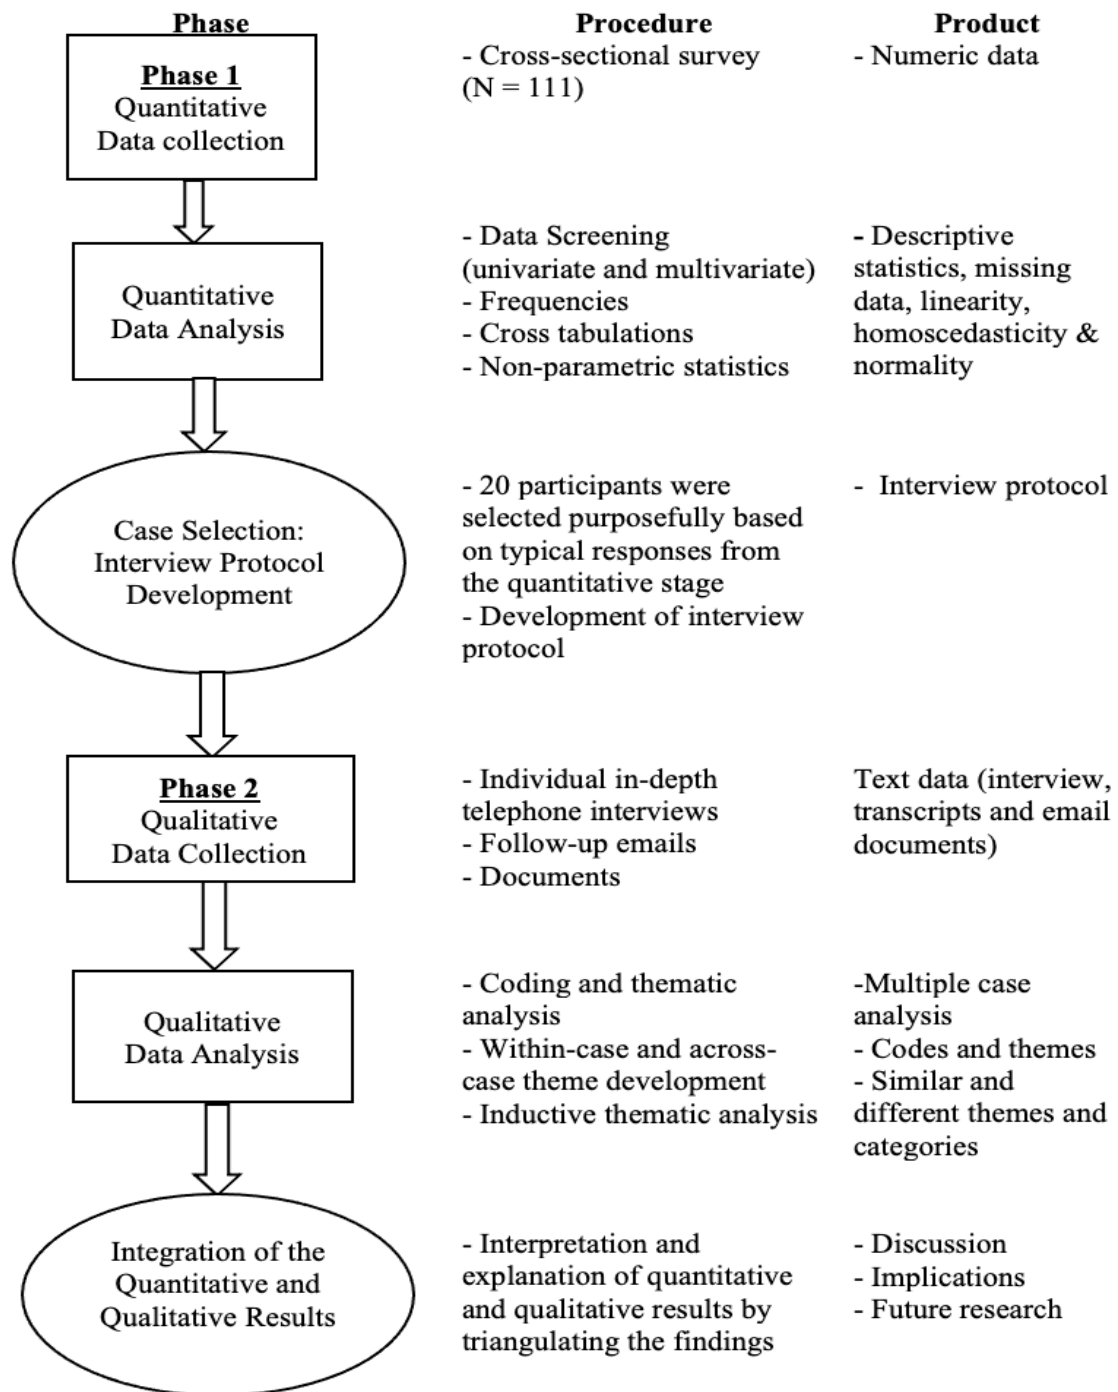 Phase Procedure Product
Phase 1
Quantitative
Data collection
- Cross-sectional survey
(N = 111)
- Numeric data
Quantitative
Data Analysis
- Data Screening
(univariate and multivariate)
- Frequencies
- Cross tabulations
- Non-parametric statistics
- Descriptive
statistics, missing
data, linearity,
homoscedasticity &
normality
Case Selection:
Interview Protocol
Development
- 20 participants were
selected purposefully based
on typical responses from
the quantitative stage
- Development of interview
protocol
- Interview protocol
Phase 2
Qualitative
Data Collection
- Individual in-depth
telephone interviews
- Follow-up emails
- Documents
Text data (interview,
transcripts and email
documents)
Qualitative
Data Analysis
- Coding and thematic
analysis
- Within-case and across-
case theme development
- Inductive thematic analysis
-Multiple case
analysis
- Codes and themes
- Similar and
different themes and
categories
Integration of the
Quantitative and
Qualitative Results
- Interpretation and
explanation of quantitative
and qualitative results by
triangulating the findings
- Discussion
- Implications
- Future research